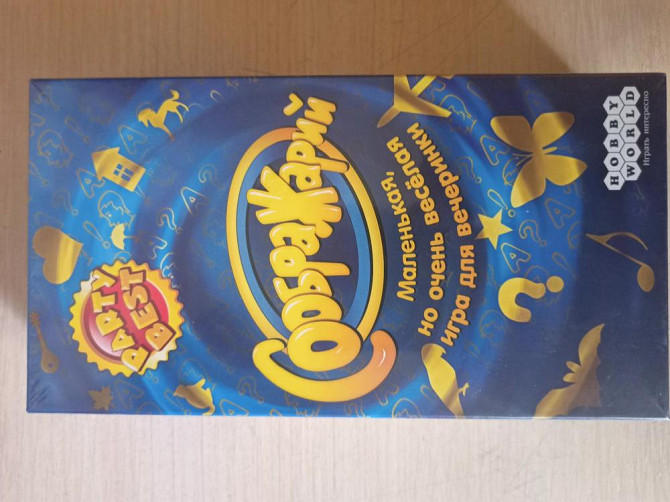 PARTY
BEST
Соображарий
Маленькая,
но очень весёлая
игра для вечеринки
HOBBY
WORLD
Играть интересно